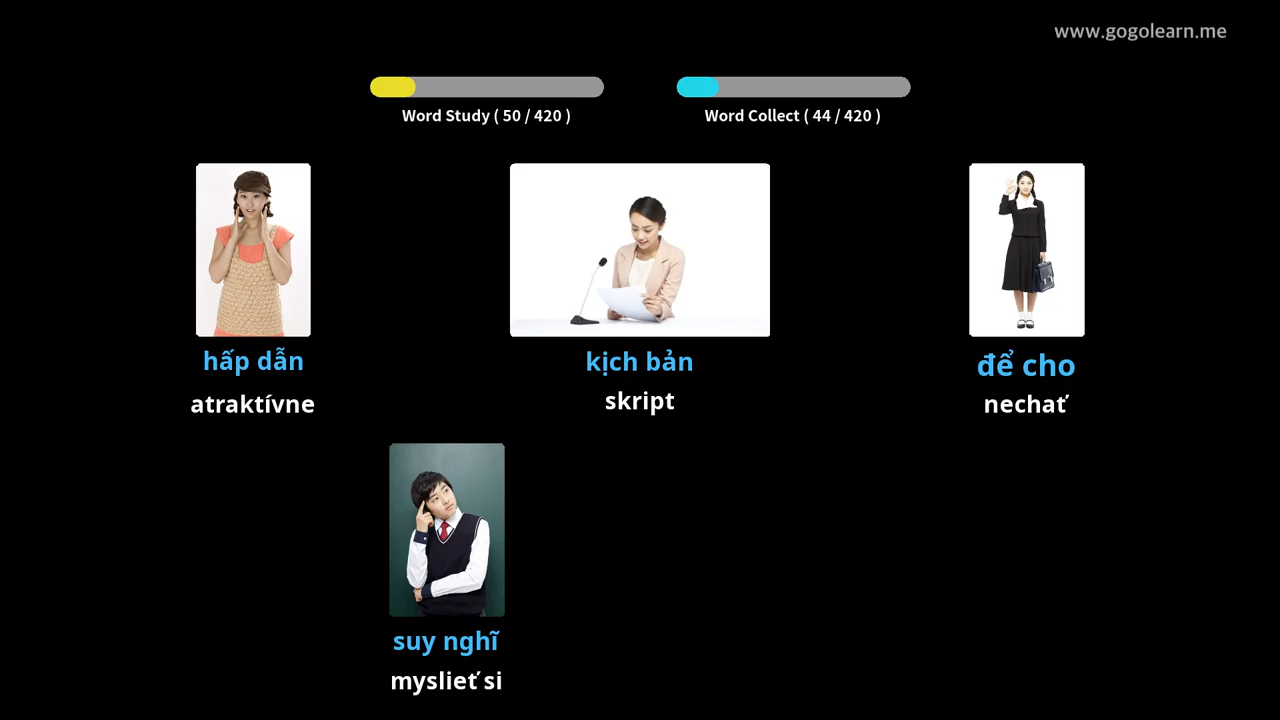 www.gogolearn.me
Word Study ( 50 / 420 )
Word Collect ( 44 / 420 )
hấp dẫn
kịch bản
để cho
atraktívne
skript
nechať
suy nghĩ
myslieť si